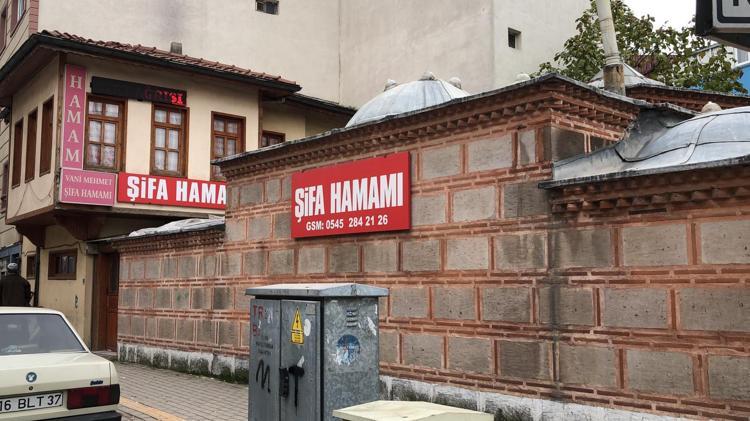 HAMAM
VANİ MEHMET
ŞİFA HAMAMI
ŞİFA HAMA
ŞİFA HAMAMI
GSM: 0545 284 21 26
16 BLT 37